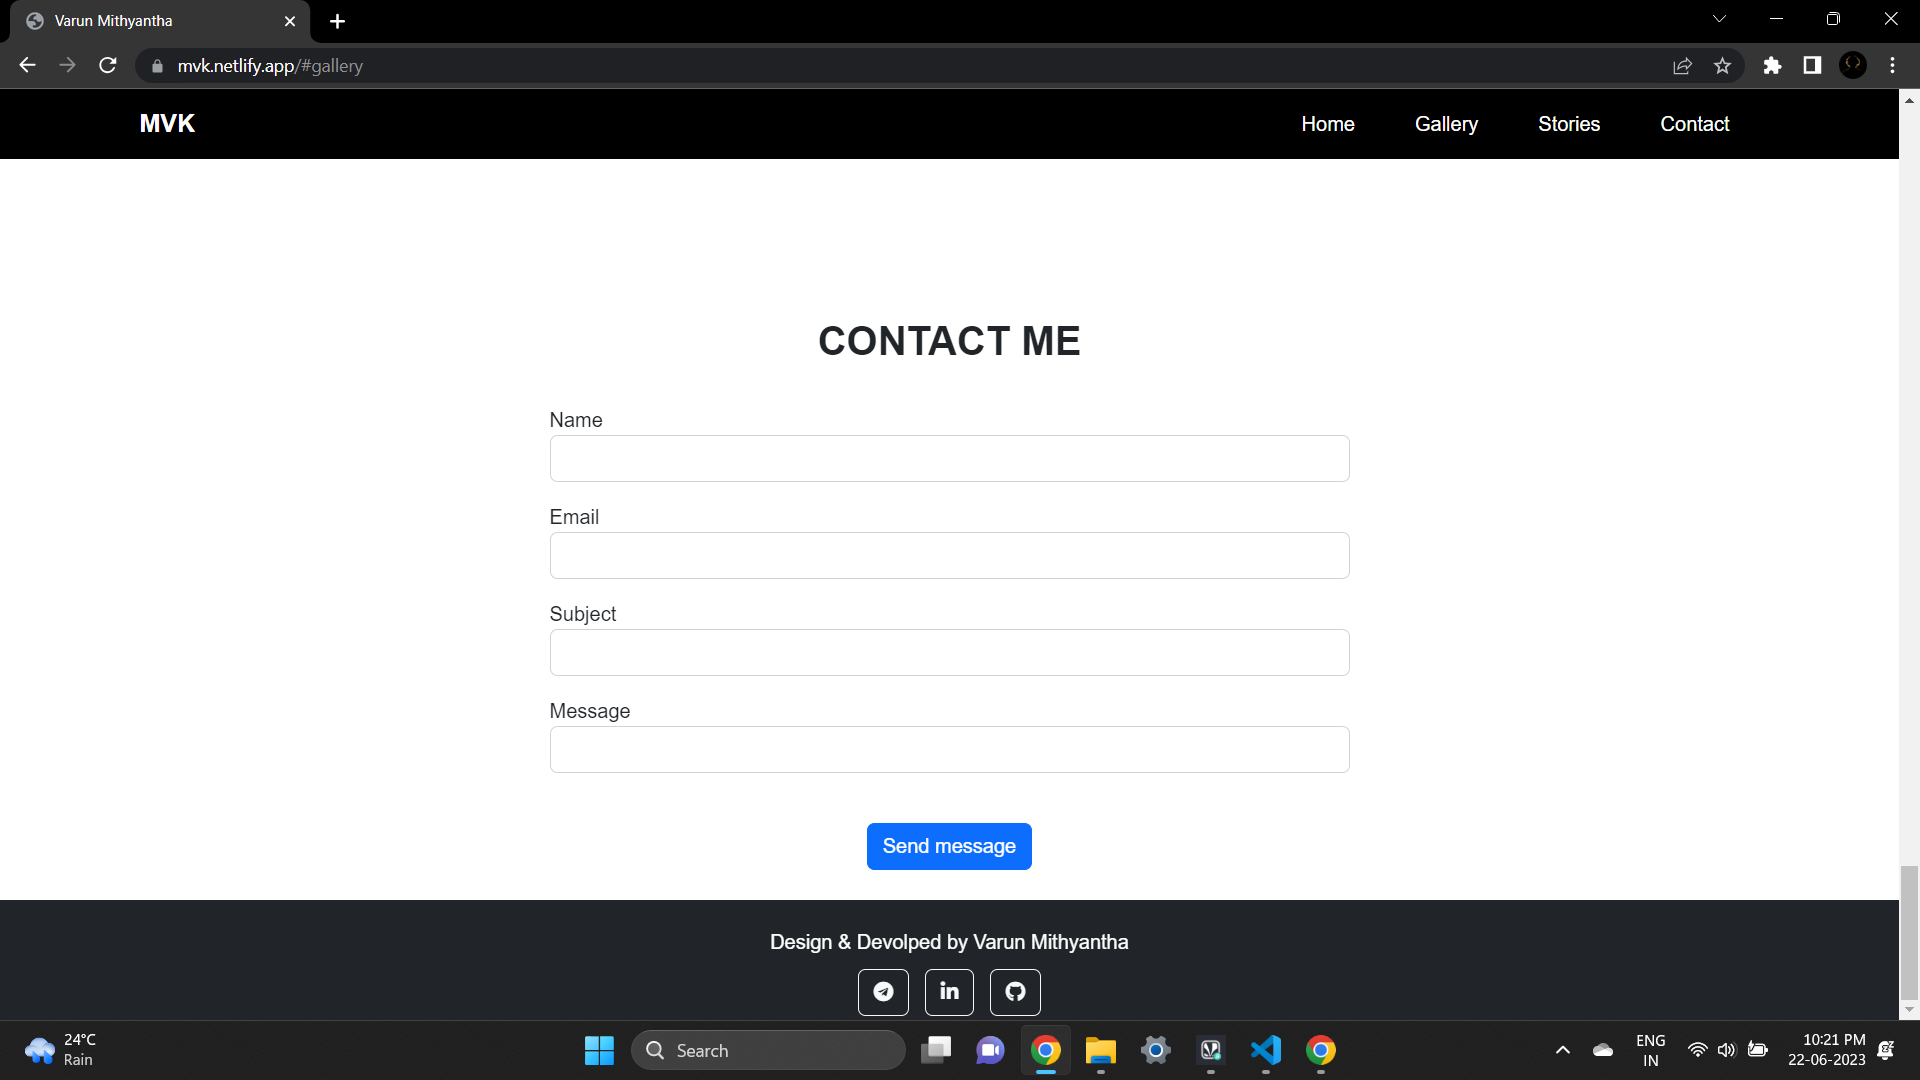 Varun Mithyantha
mvk.netlify.app/#gallery
MVK
Home
Gallery
Stories
Contact
CONTACT ME
Name
Email
Subject
Message
Send message
Design & Devolped by Varun Mithyantha
in
24°C
Rain
Search
ENG
IN
10:21 PM
22-06-2023